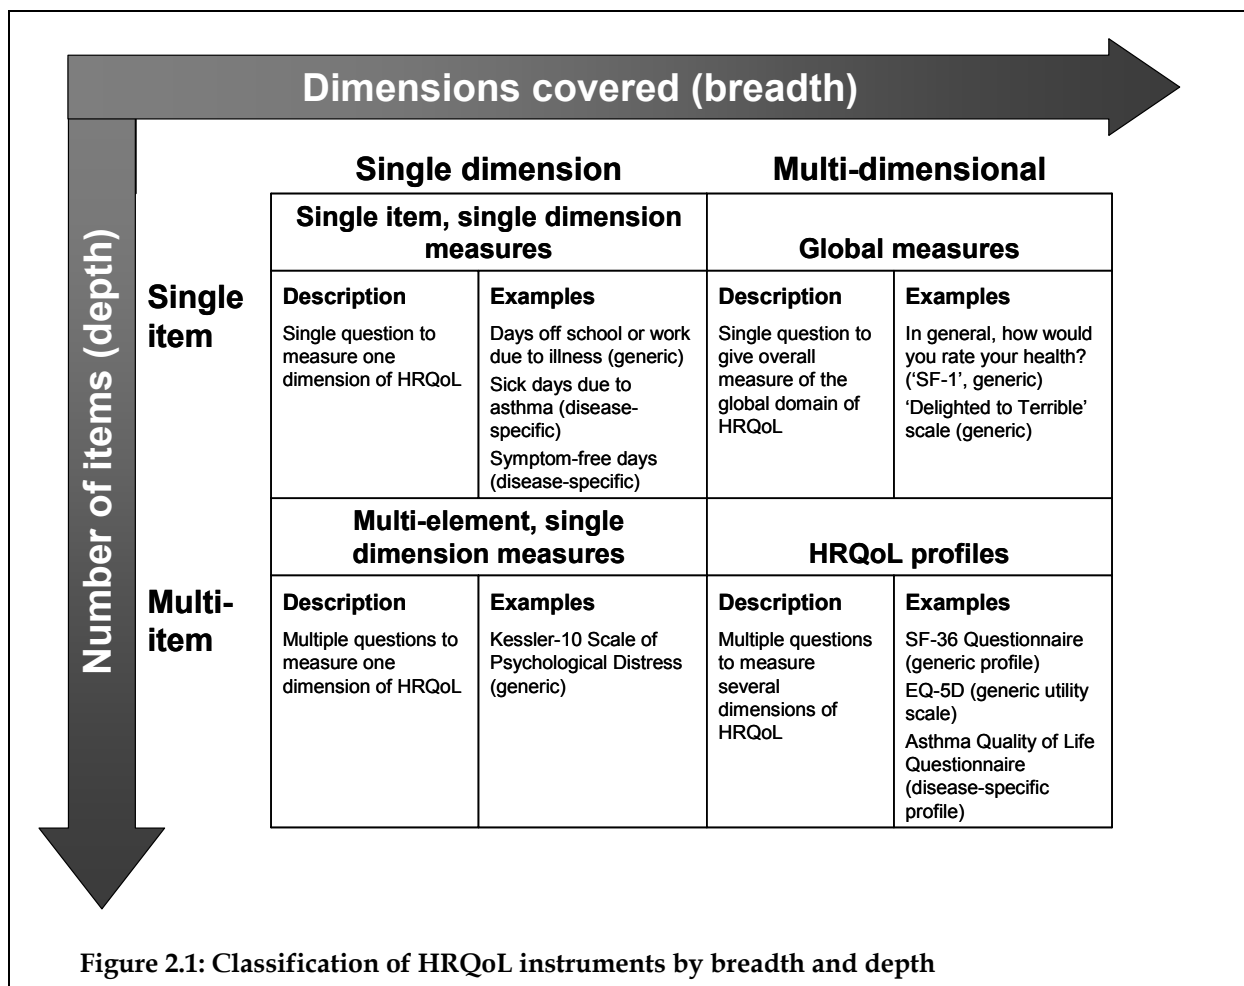 Dimensions covered (breadth)
Number of items (depth)
Single dimension
Multi-dimensional
Single item
Single item, single dimension
measures
Description
Single question to
measure one
dimension of HRQoL
Examples
Days off school or work
due to illness (generic)
Sick days due to
asthma (disease-
specific)
Symptom-free days
(disease-specific)
Global measures
Description
Single question to
give overall
measure of the
global domain of
HRQoL
Examples
In general, how would
you rate your health?
(‘SF-1’, generic)
‘Delighted to Terrible’
scale (generic)
Multi-
item
Multi-element, single
dimension measures
Description
Multiple questions to
measure one
dimension of HRQoL
Examples
Kessler-10 Scale of
Psychological Distress
(generic)
HRQoL profiles
Description
Multiple questions
to measure
several
dimensions of
HRQoL
Examples
SF-36 Questionnaire
(generic profile)
EQ-5D (generic utility
scale)
Asthma Quality of Life
Questionnaire
(disease-specific
profile)
Figure 2.1: Classification of HRQoL instruments by breadth and depth